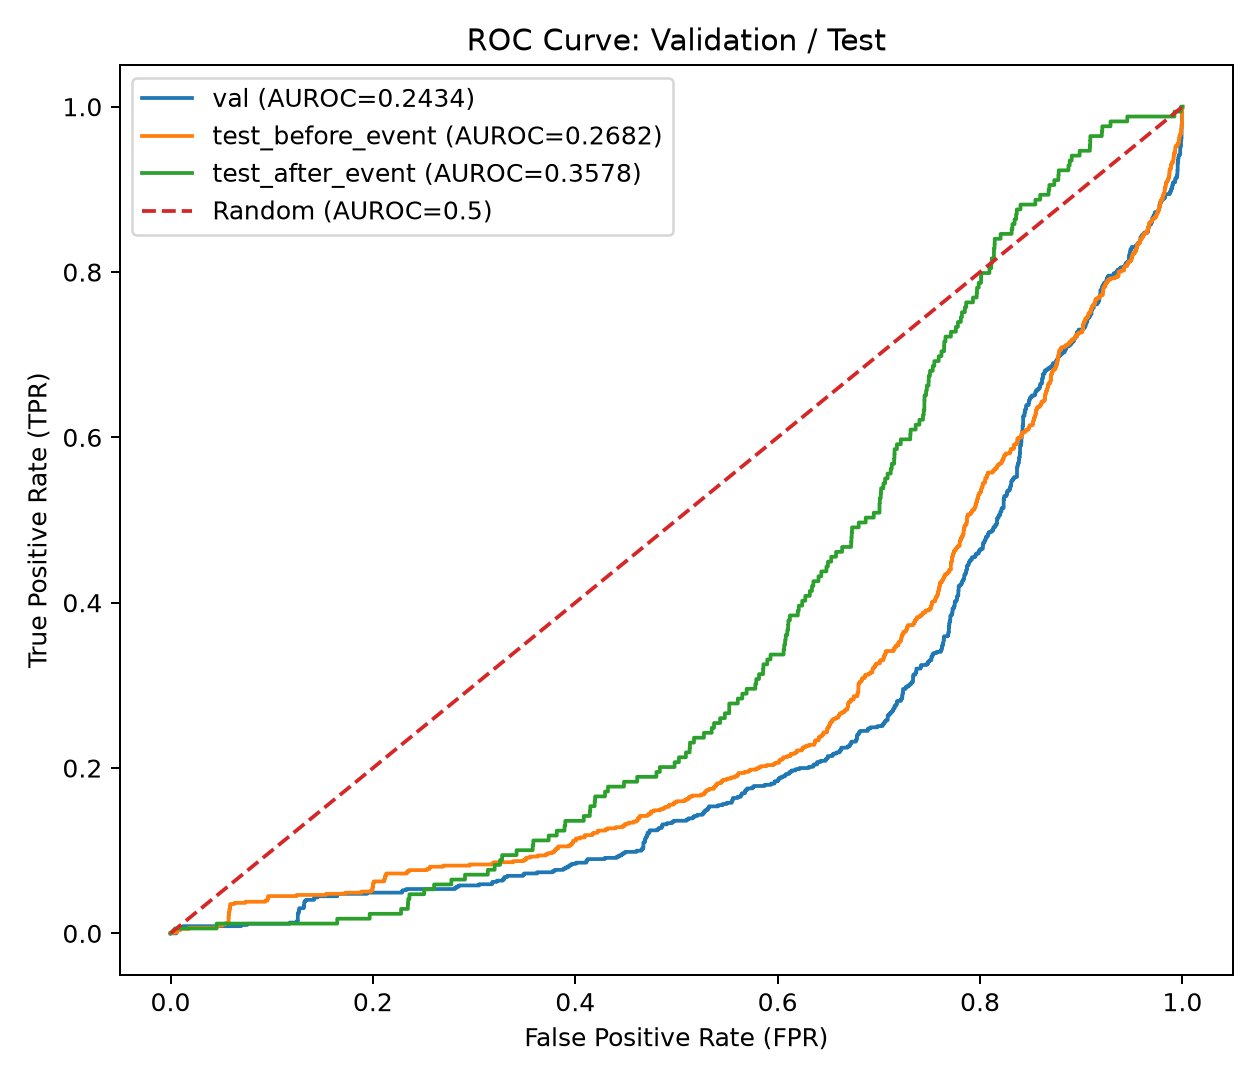 ROC Curve: Validation / Test
val (AUROC=0.2434)
test_before_event (AUROC=0.2682)
test_after_event (AUROC=0.3578)
Random (AUROC=0.5)
True Positive Rate (TPR)
1.0
0.8
0.6
0.4
0.2
0.0
0.0 0.2 0.4 0.6 0.8 1.0
False Positive Rate (FPR)